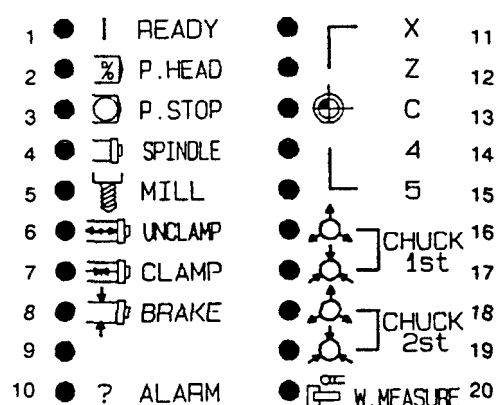 1 READY X 11
2 % P.HEAD Z 12
3 P.STOP C 13
4 SPINDLE 4 14
5 MILL 5 15
6 UNCLAMP 16
CHUCK
1st
7 CLAMP 17
8 BRAKE 18
CHUCK
2st
9 19
10 ? ALARM W.MEASURE 20